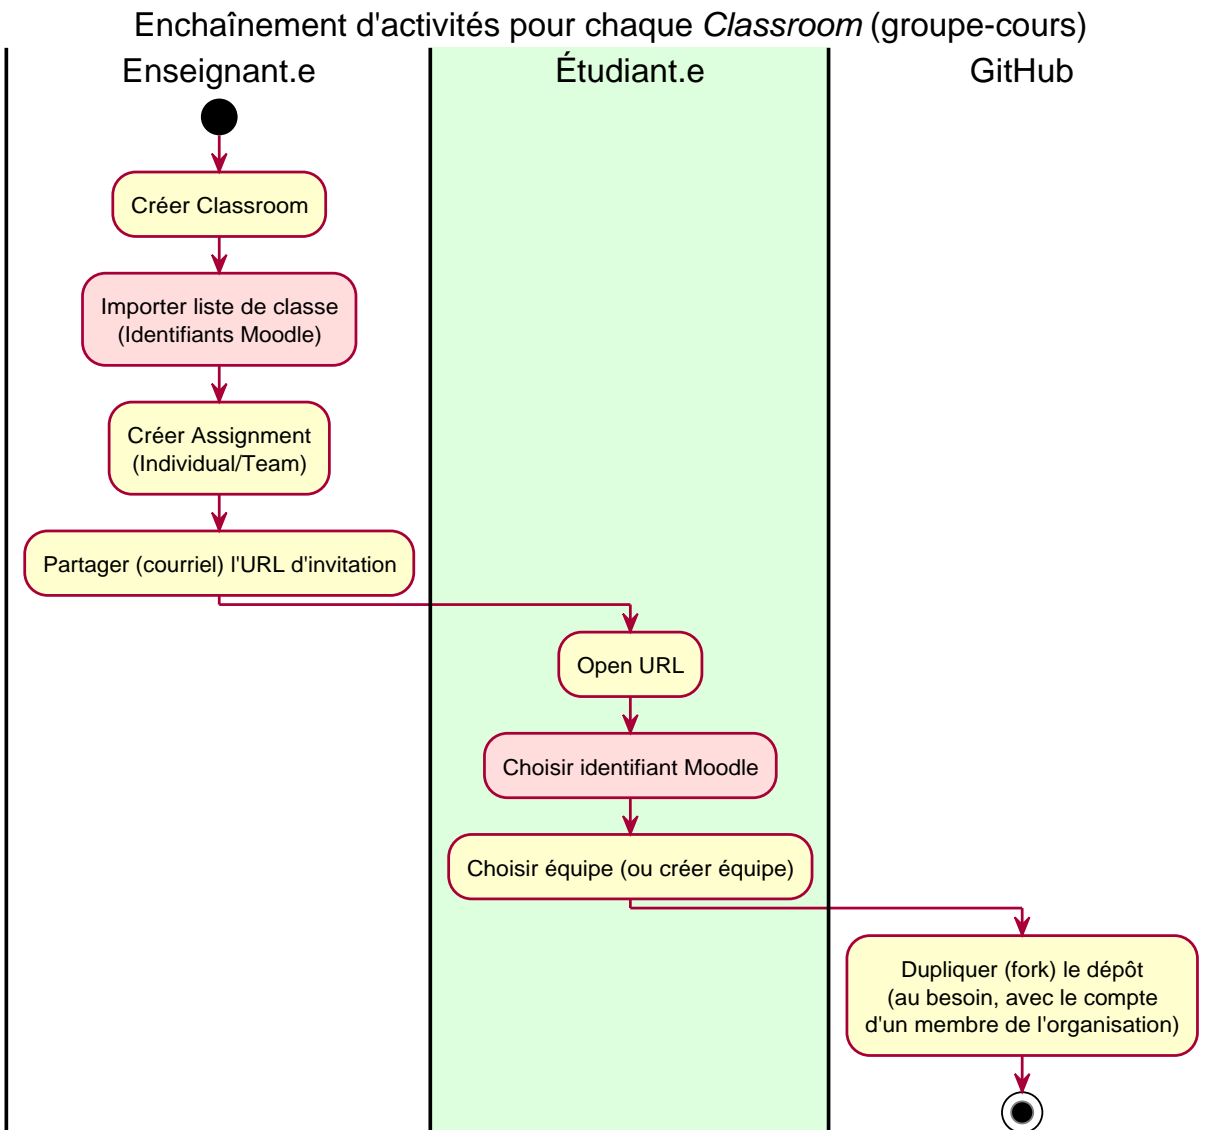 Enchaînement d'activités pour chaque Classroom (groupe-cours)
Enseignant.e
Étudiant.e
GitHub
Créer Classroom
Importer liste de classe
(Identifiants Moodle)
Créer Assignment
(Individual/Team)
Partager (courriel) l'URL d'invitation
Open URL
Choisir identifiant Moodle
Choisir équipe (ou créer équipe)
Dupliquer (fork) le dépôt
(au besoin, avec le compte
d'un membre de l'organisation)